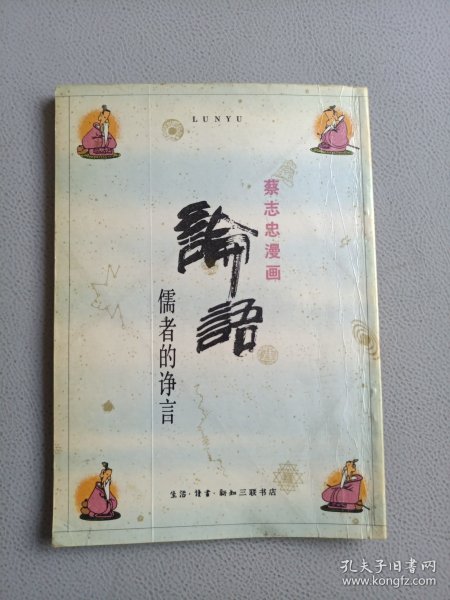 LUNYU
蔡志忠漫画
論語
儒者的诤言
生活·讀書·新知三联书店
孔夫子旧书网
www.kongfz.com